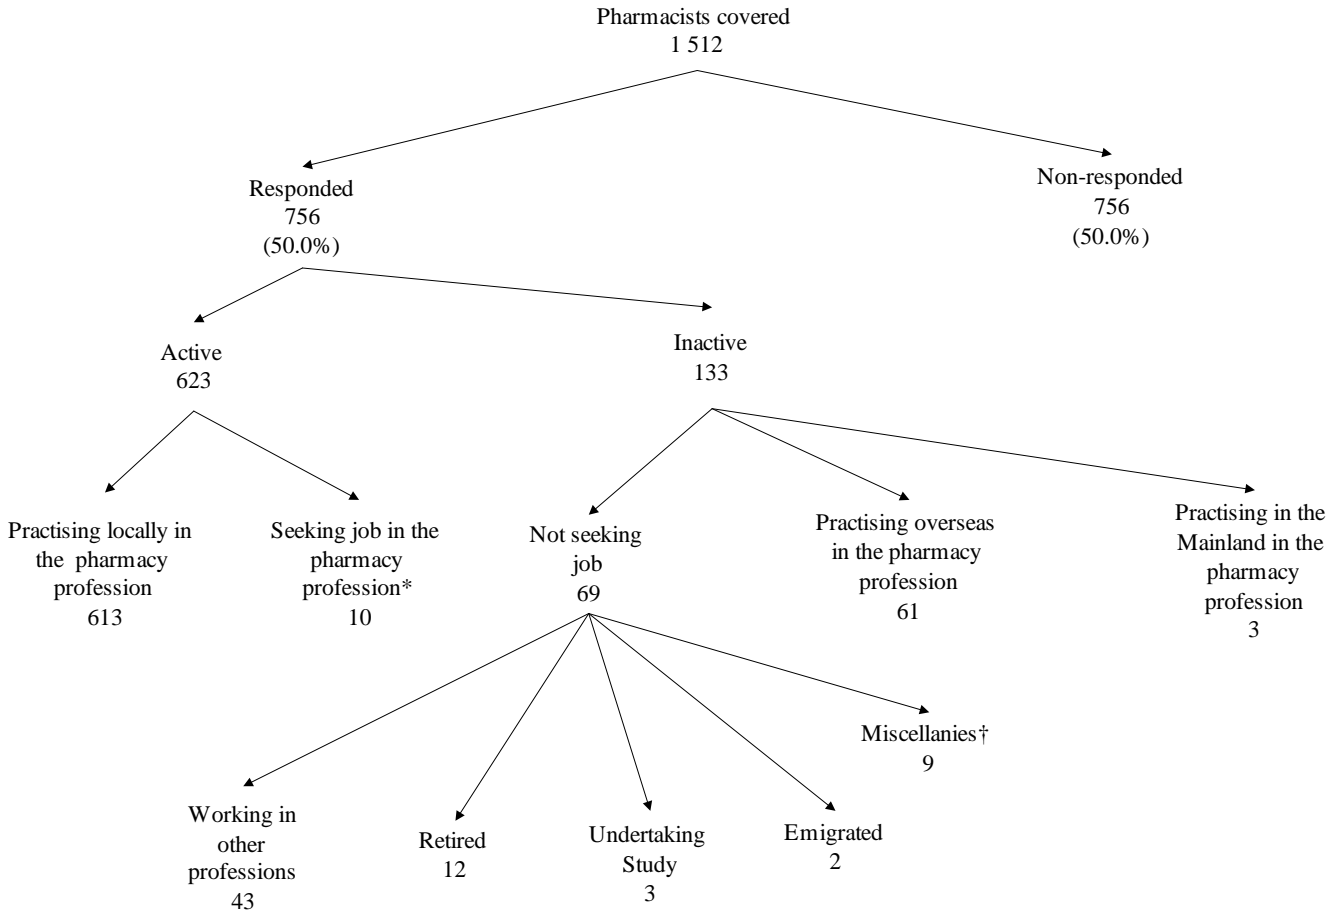 Pharmacists covered
1 512
Responded
756
(50.0%)
Non-responded
756
(50.0%)
Active
623
Inactive
133
Practising locally in
the pharmacy
profession
613
Seeking job in the
pharmacy
profession*
10
Not seeking
job
69
Practising overseas
in the pharmacy
profession
61
Practising in the
Mainland in the
pharmacy
profession
3
Working in
other
professions
43
Retired
12
Undertaking
Study
3
Emigrated
2
Miscellanies†
9